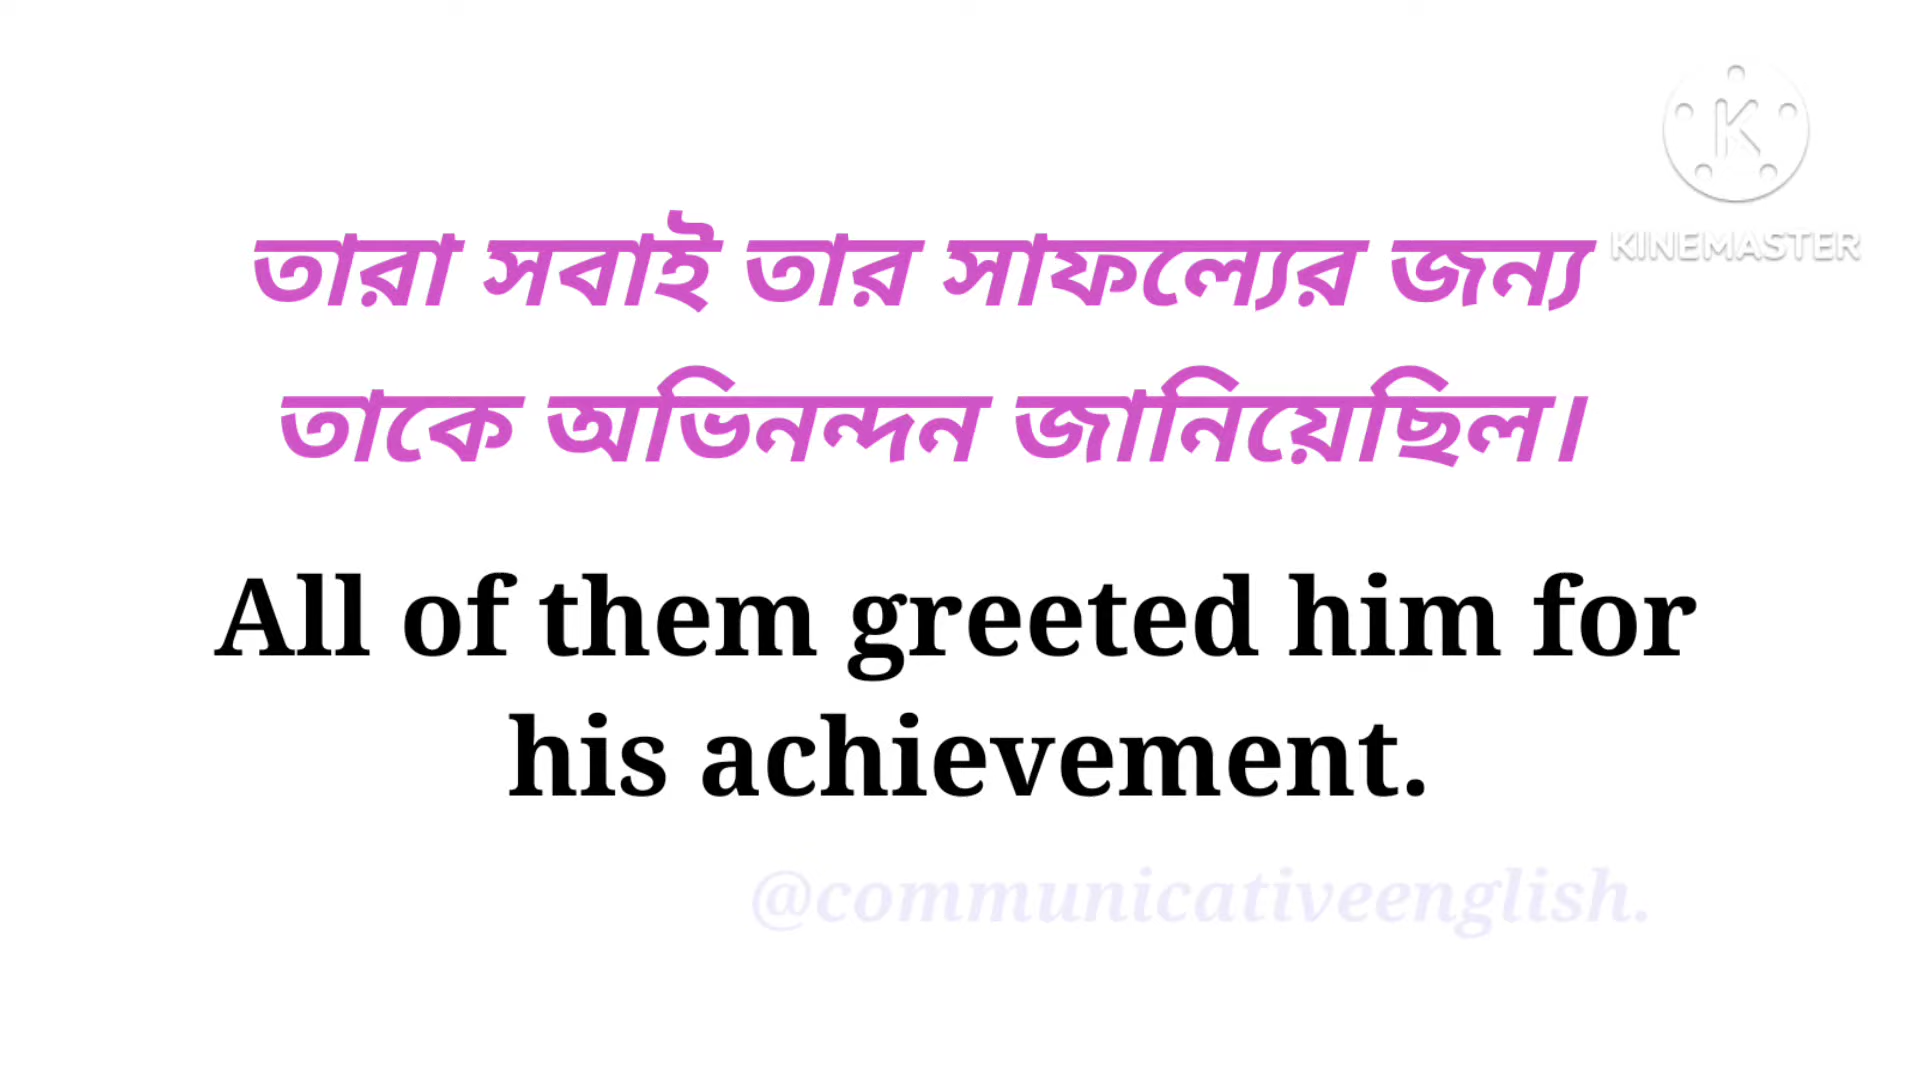 KINEMASTER
তারা সবাই তার সাফল্যের জন্য
তাকে অভিনন্দন জানিয়েছিল।
All of them greeted him for
his achievement.
@communicativeenglish.